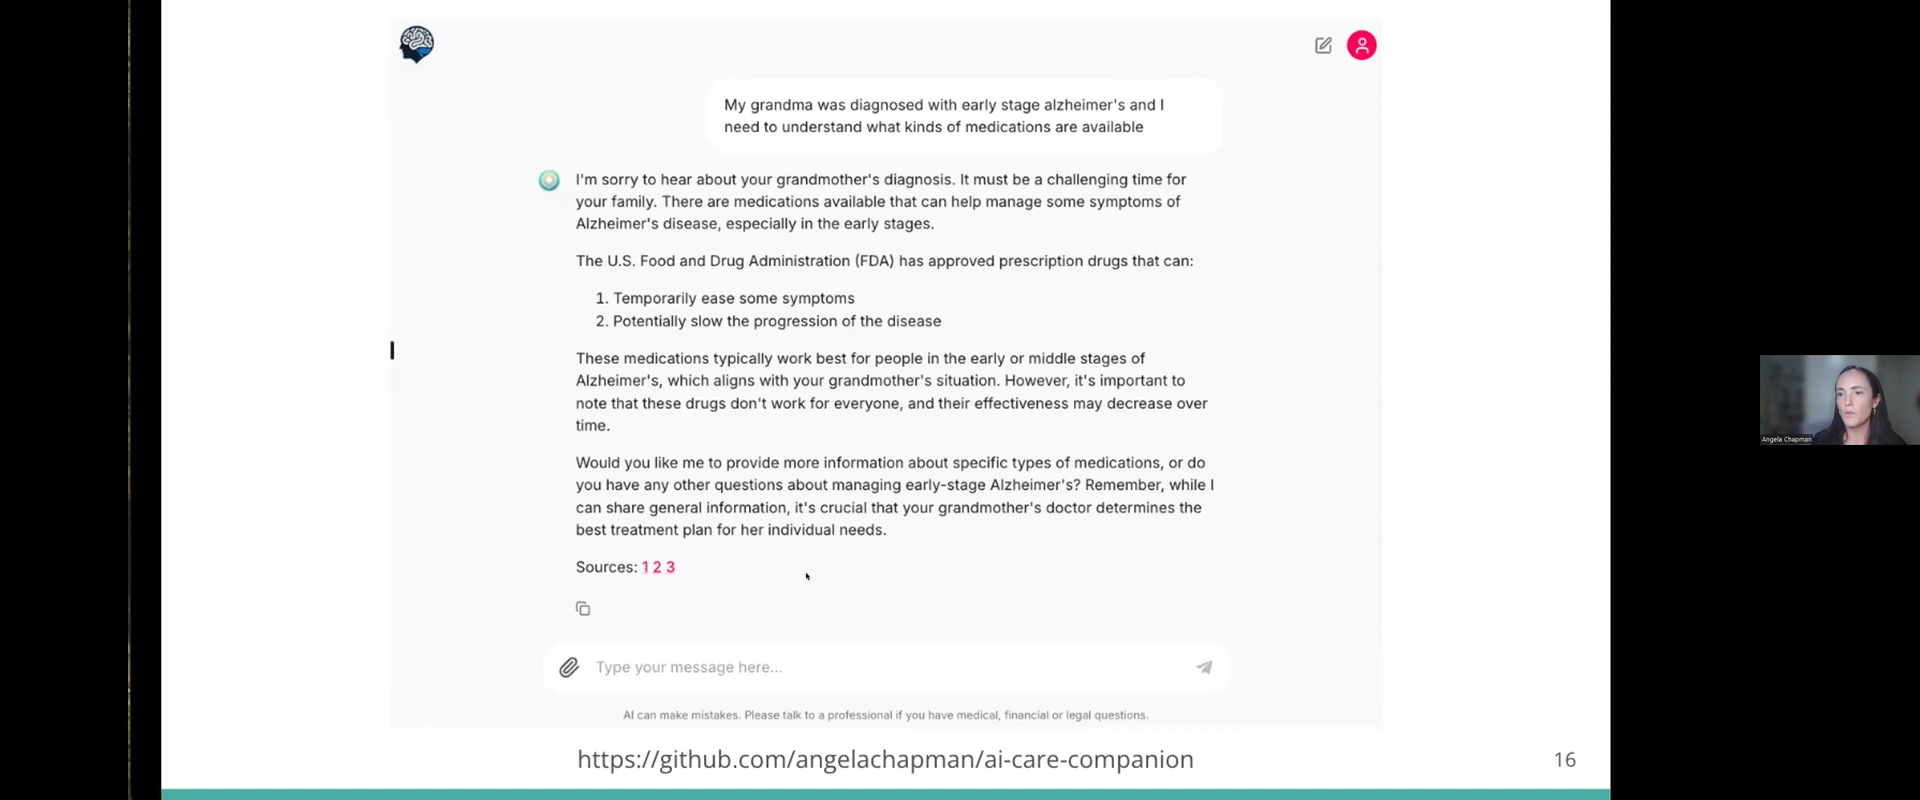 My grandma was diagnosed with early stage alzheimer's and I
need to understand what kinds of medications are available
I'm sorry to hear about your grandmother's diagnosis. It must be a challenging time for
your family. There are medications available that can help manage some symptoms of
Alzheimer's disease, especially in the early stages.
The U.S. Food and Drug Administration (FDA) has approved prescription drugs that can:
1. Temporarily ease some symptoms
2. Potentially slow the progression of the disease
These medications typically work best for people in the early or middle stages of
Alzheimer's, which aligns with your grandmother's situation. However, it's important to
note that these drugs don't work for everyone, and their effectiveness may decrease over
time.
Would you like me to provide more information about specific types of medications, or do
you have any other questions about managing early-stage Alzheimer's? Remember, while I
can share general information, it's crucial that your grandmother's doctor determines the
best treatment plan for her individual needs.
Sources: 1 2 3
Type your message here...
AI can make mistakes. Please talk to a professional if you have medical, financial or legal questions.
https://github.com/angelachapman/ai-care-companion
16
Angela Chapman